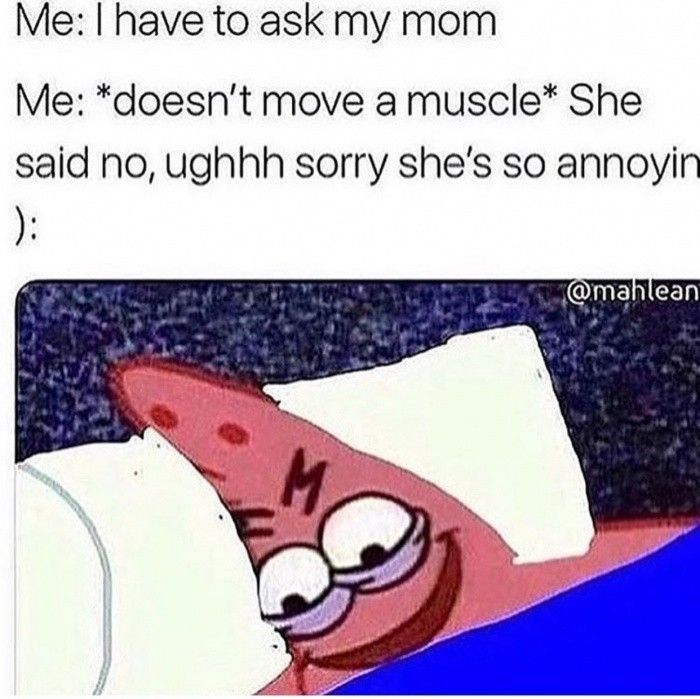 Me: I have to ask my mom
Me: *doesn't move a muscle* She
said no, ughhh sorry she's so annoyin
):
@mahlean
M